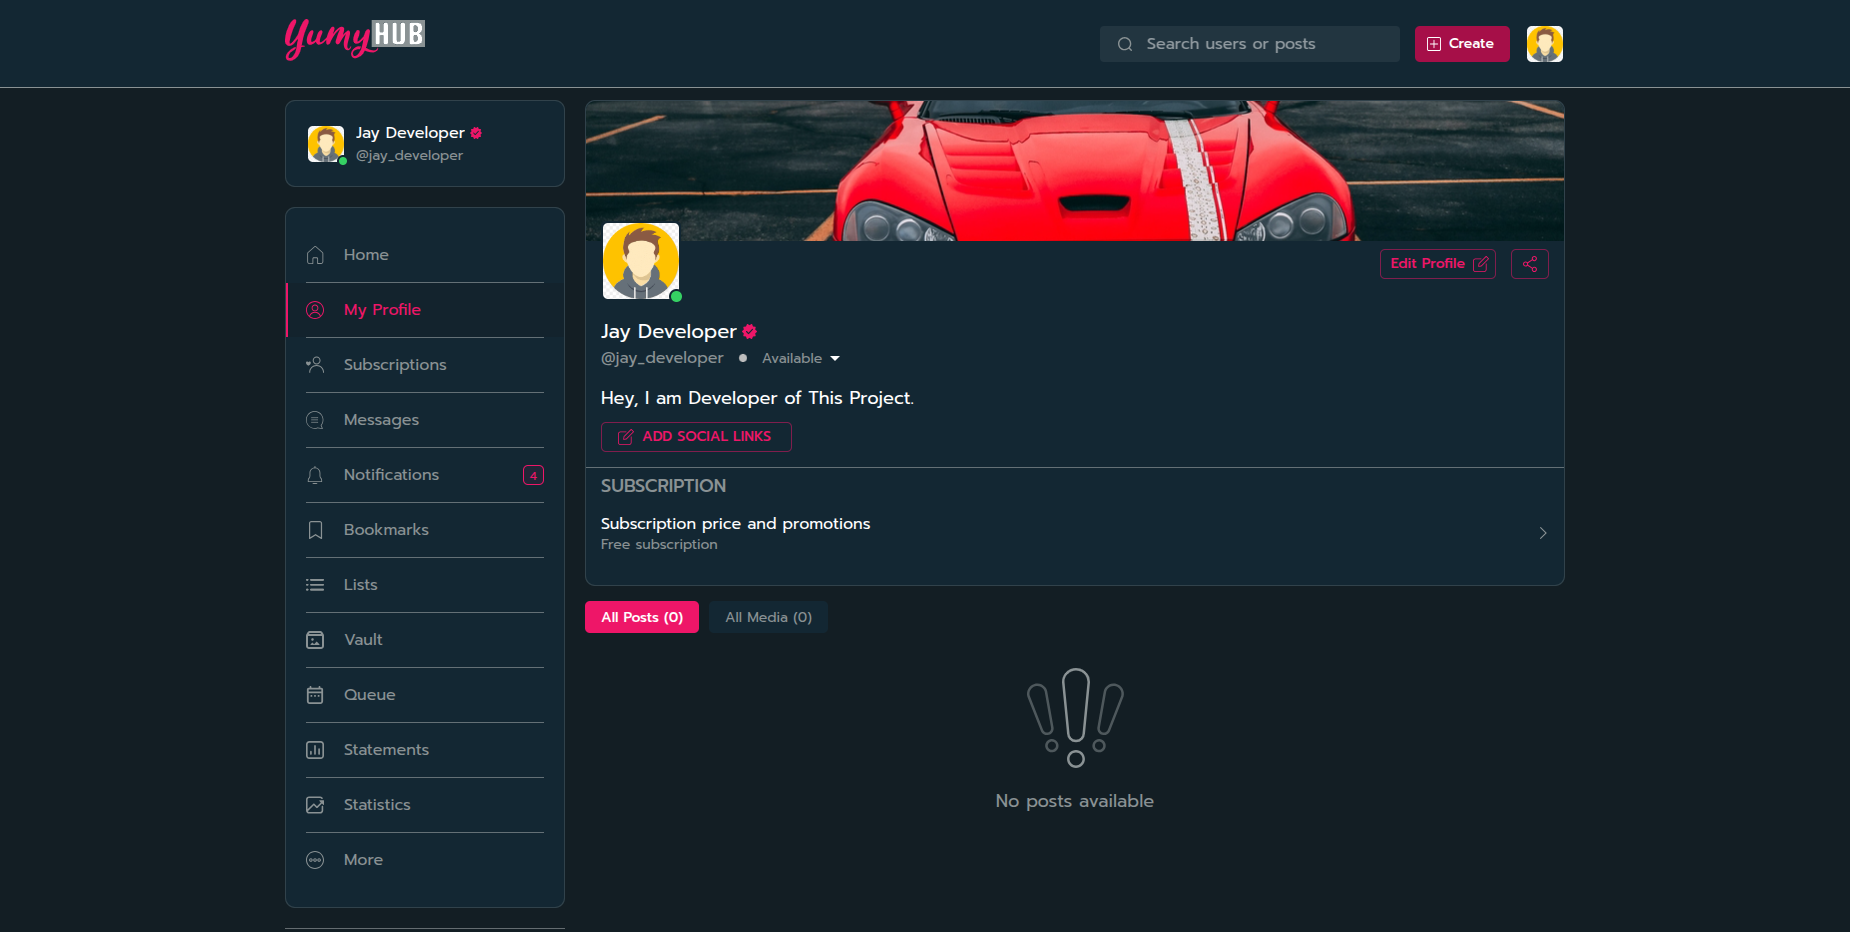 YumyHUB
Search users or posts
Create
Jay Developer
@jay_developer
Home
My Profile
Subscriptions
Messages
Notifications
4
Bookmarks
Lists
Vault
Queue
Statements
Statistics
More
Edit Profile
Jay Developer
@jay_developer
Available
Hey, I am Developer of This Project.
ADD SOCIAL LINKS
SUBSCRIPTION
Subscription price and promotions
Free subscription
All Posts (0)
All Media (0)
No posts available